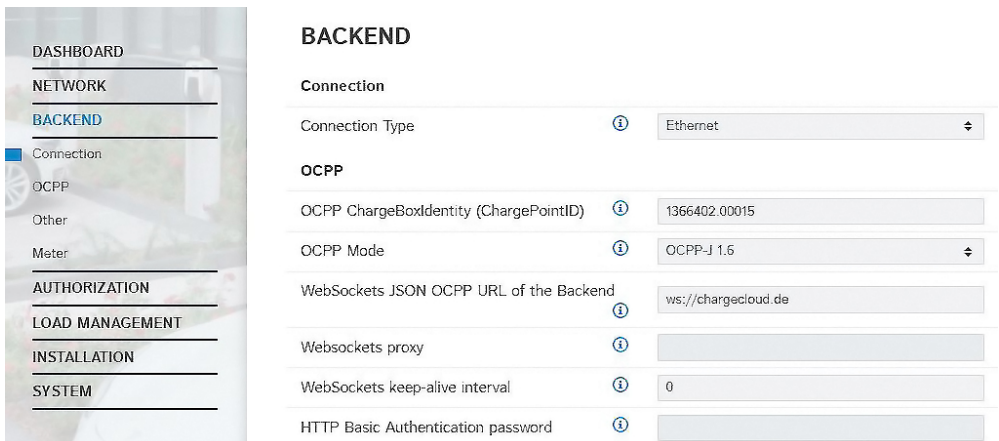 DASHBOARD
NETWORK
BACKEND
Connection
OCPP
Other
Meter
AUTHORIZATION
LOAD MANAGEMENT
INSTALLATION
SYSTEM
BACKEND
Connection
Connection Type
Ethernet
OCPP
OCPP ChargeBoxIdentity (ChargePointID)
1366402.00015
OCPP Mode
OCPP-J 1.6
WebSockets JSON OCPP URL of the Backend
ws://chargecloud.de
Websockets proxy
WebSockets keep-alive interval
0
HTTP Basic Authentication password